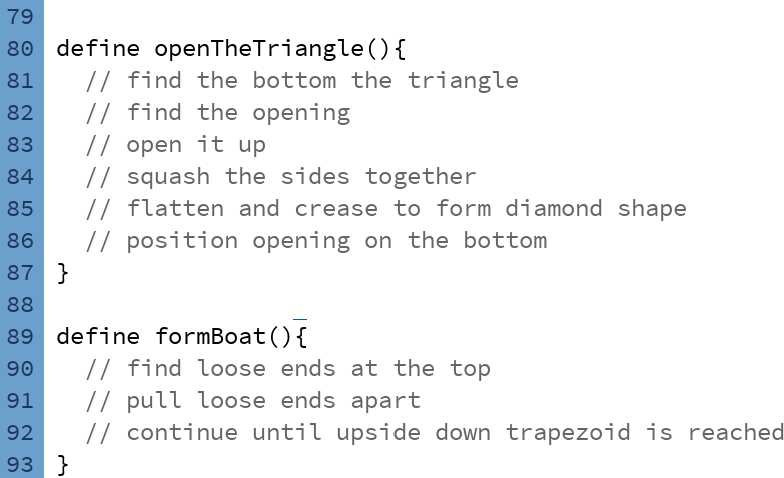 79
80 define openTheTriangle(){
81 // find the bottom the triangle
82 // find the opening
83 // open it up
84 // squash the sides together
85 // flatten and crease to form diamond shape
86 // position opening on the bottom
87 }
88
89 define formBoat(){
90 // find loose ends at the top
91 // pull loose ends apart
92 // continue until upside down trapezoid is reached
93 }